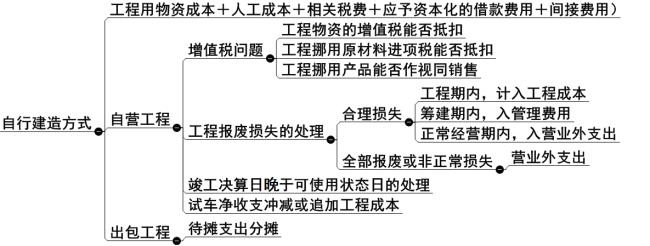 工程用物资成本＋人工成本＋相关税费＋应予资本化的借款费用＋间接费用）
自行建造方式
自营工程
增值税问题
工程物资的增值税能否抵扣
工程挪用原材料进项税能否抵扣
工程挪用产品能否作视同销售
工程报废损失的处理
合理损失
工程期内，计入工程成本
筹建期内，入管理费用
正常经营期内，入营业外支出
全部报废或非正常损失
营业外支出
竣工决算日晚于可使用状态日的处理
试车净收支冲减或追加工程成本
出包工程
待摊支出分摊